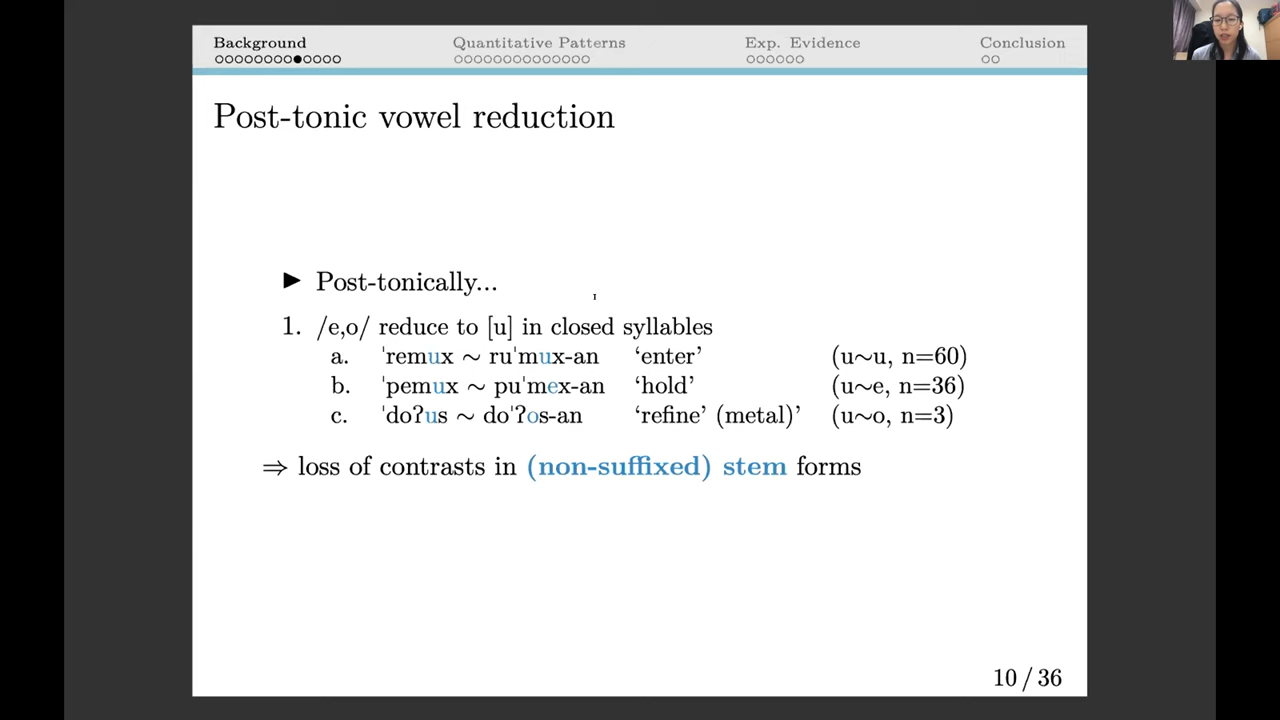 Background Quantitative Patterns Exp. Evidence Conclusion
Post-tonic vowel reduction
▶ Post-tonically...
1. /e,o/ reduce to [u] in closed syllables
a. ˈremux ∼ ruˈmux-an ‘enter’ (u∼u, n=60)
b. ˈpemux ∼ puˈmex-an ‘hold’ (u∼e, n=36)
c. ˈdoʔus ∼ doˈʔos-an ‘refine’ (metal)’ (u∼o, n=3)
⇒ loss of contrasts in (non-suffixed) stem forms
10 / 36